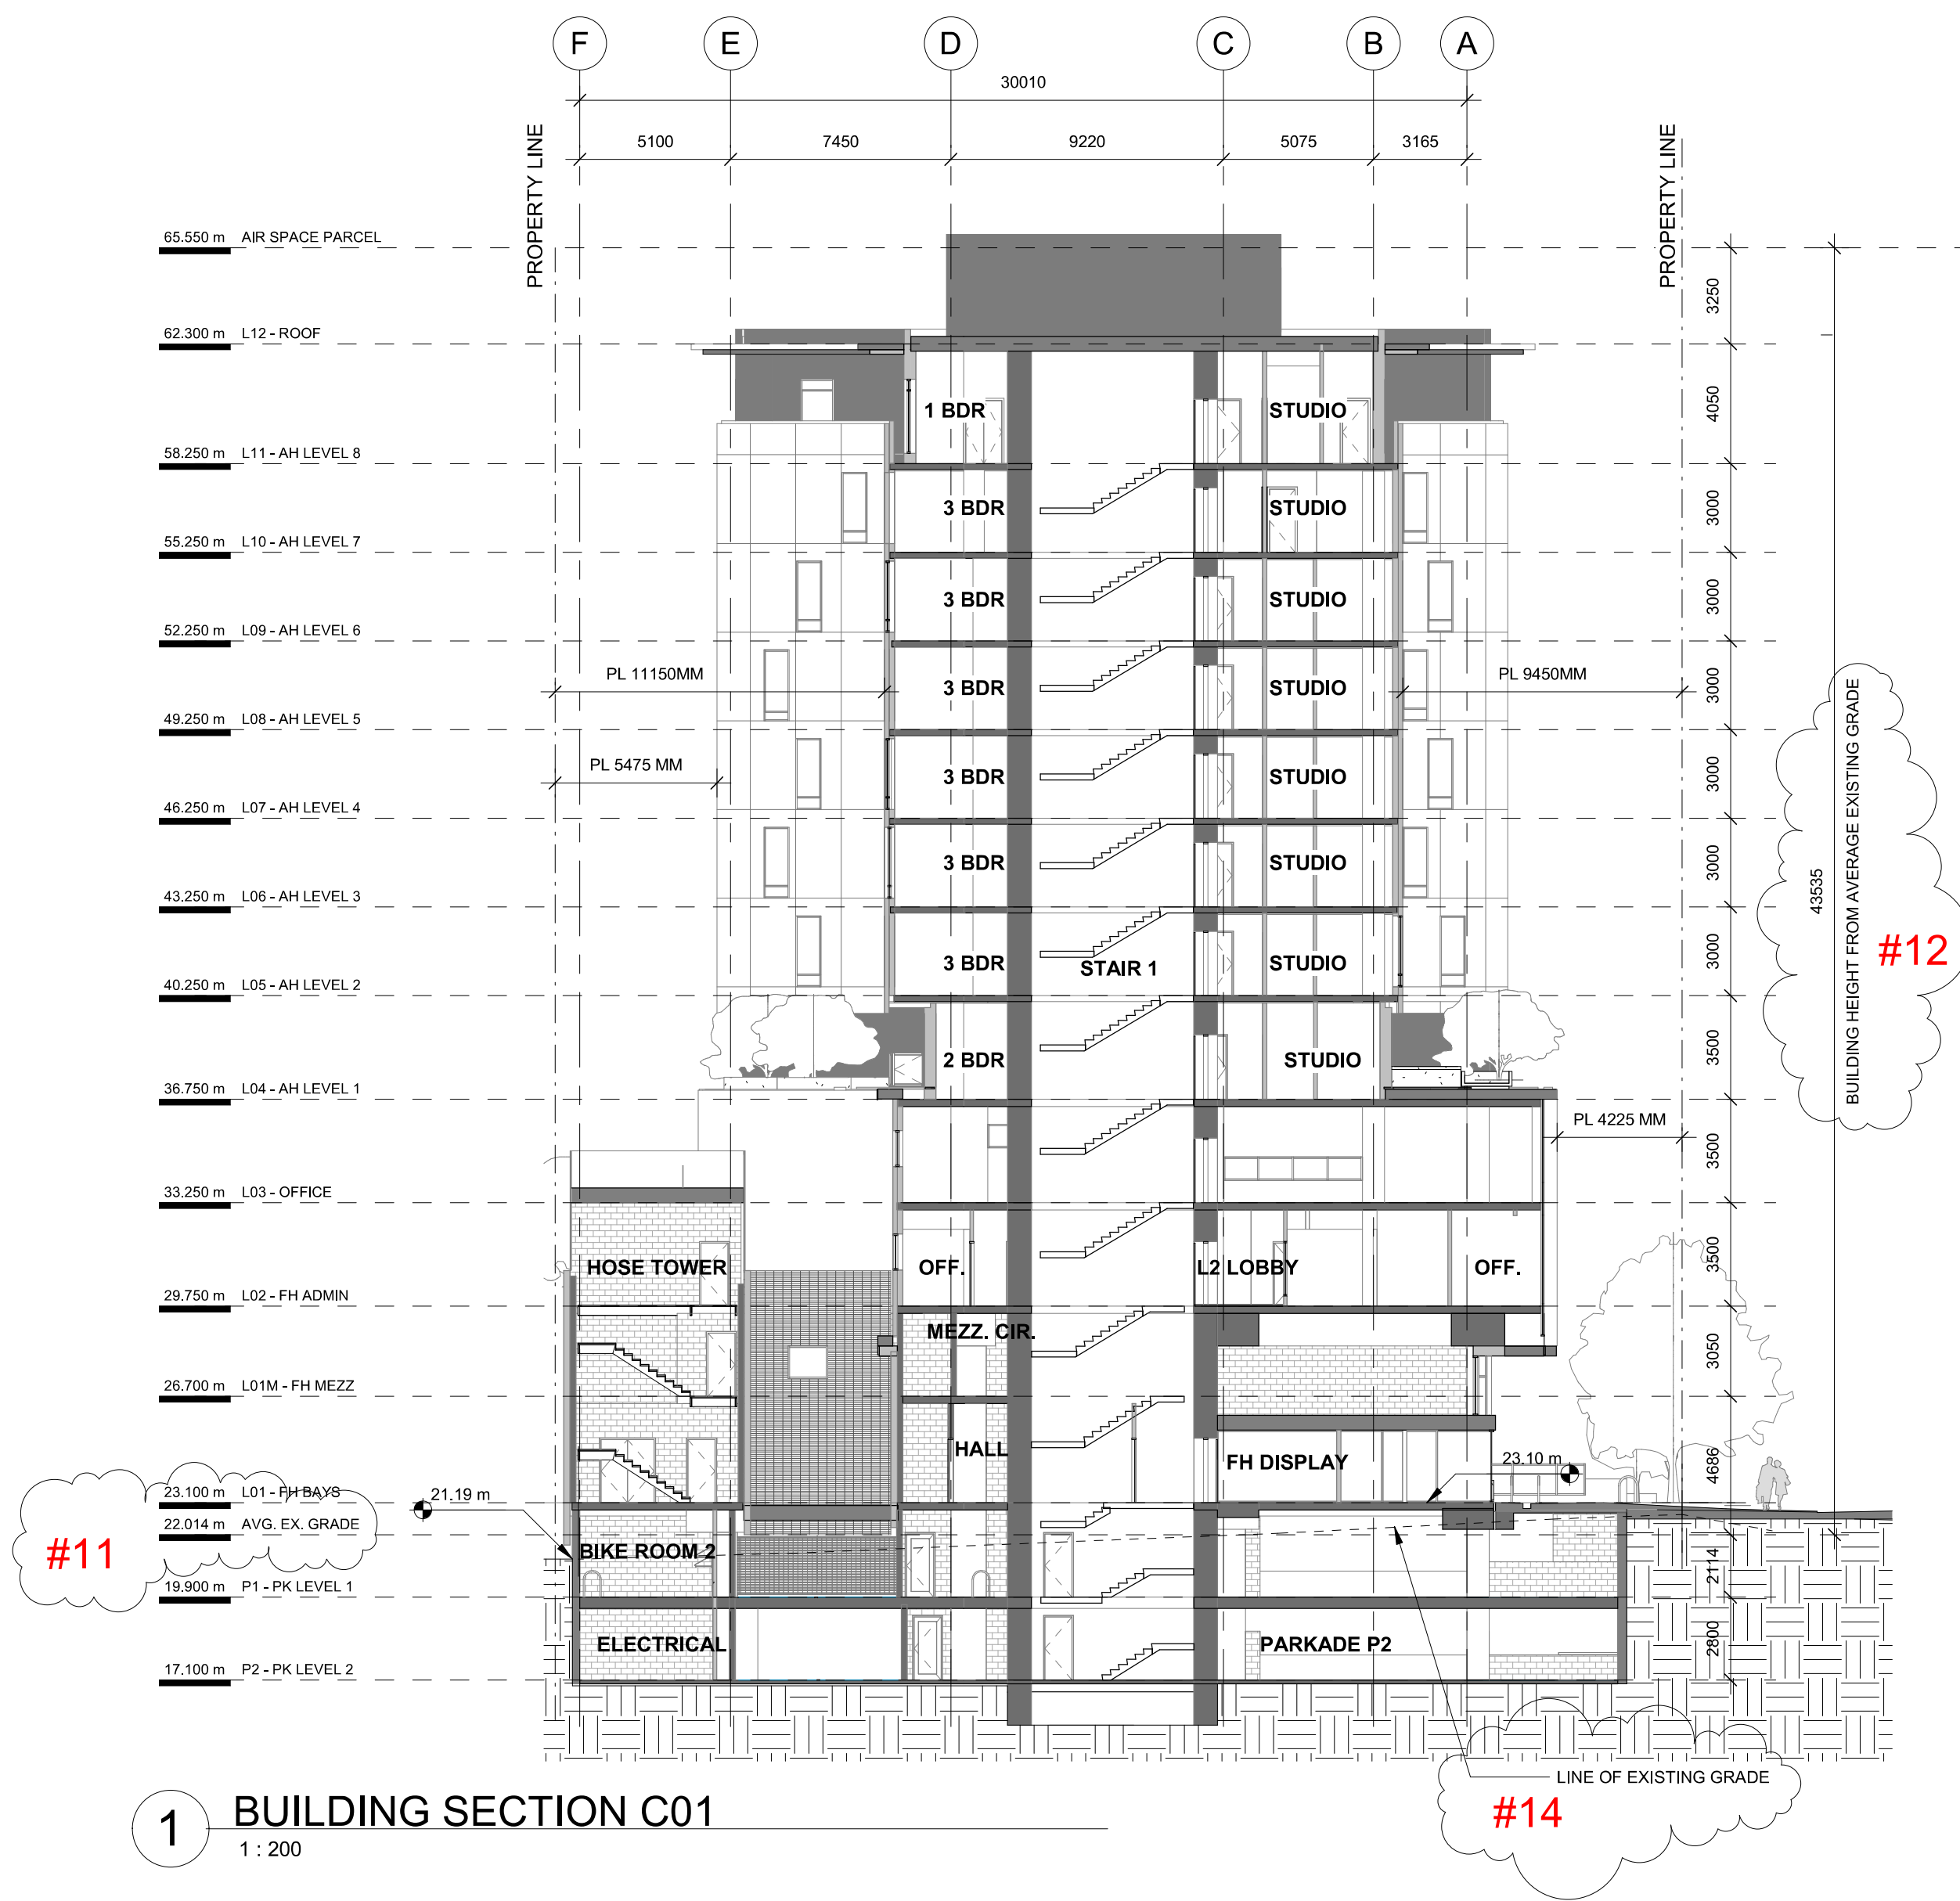 F E D C B A
30010
5100 7450 9220 5075 3165
PROPERTY LINE
PROPERTY LINE
65.550 m AIR SPACE PARCEL
3250
62.300 m L12 - ROOF
4050
1 BDR STUDIO
58.250 m L11 - AH LEVEL 8
3000
3 BDR STUDIO
55.250 m L10 - AH LEVEL 7
3000
3 BDR STUDIO
52.250 m L09 - AH LEVEL 6
3000
PL 11150MM 3 BDR STUDIO PL 9450MM
49.250 m L08 - AH LEVEL 5
3000
PL 5475 MM 3 BDR STUDIO
46.250 m L07 - AH LEVEL 4
3000
3 BDR STUDIO
43.250 m L06 - AH LEVEL 3
3000
3 BDR STAIR 1 STUDIO
40.250 m L05 - AH LEVEL 2
3500
2 BDR STUDIO
36.750 m L04 - AH LEVEL 1
PL 4225 MM
3500
33.250 m L03 - OFFICE
3500
HOSE TOWER OFF. L2 LOBBY OFF.
29.750 m L02 - FH ADMIN
MEZZ. CIR.
3050
26.700 m L01M - FH MEZZ
HALL FH DISPLAY 23.10 m
4686
23.100 m L01 - FH BAYS
21.19 m
22.014 m AVG. EX. GRADE
#11
BIKE ROOM 2
2114
19.900 m P1 - PK LEVEL 1
ELECTRICAL PARKADE P2
2800
17.100 m P2 - PK LEVEL 2
43535
BUILDING HEIGHT FROM AVERAGE EXISTING GRADE
#12
LINE OF EXISTING GRADE
#14
1 BUILDING SECTION C01
1 : 200